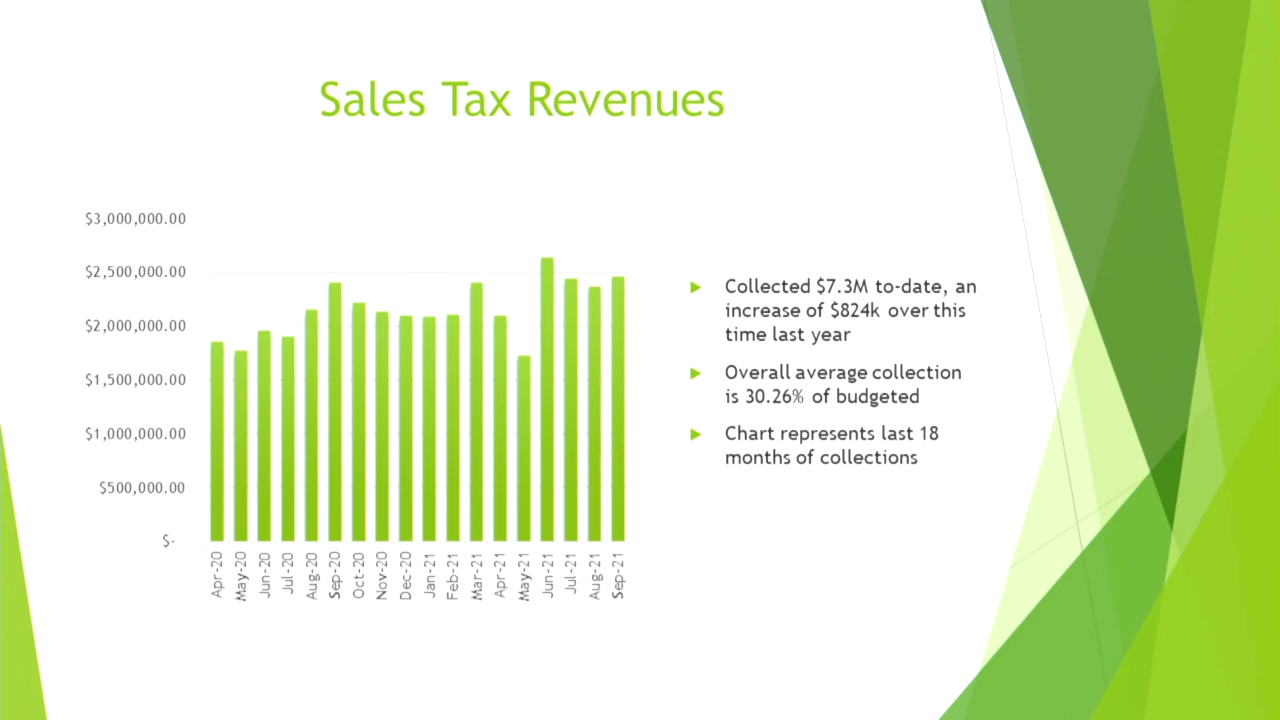 Sales Tax Revenues
$3,000,000.00
$2,500,000.00
$2,000,000.00
$1,500,000.00
$1,000,000.00
$500,000.00
$-
Apr-20
May-20
Jun-20
Jul-20
Aug-20
Sep-20
Oct-20
Nov-20
Dec-20
Jan-21
Feb-21
Mar-21
Apr-21
May-21
Jun-21
Jul-21
Aug-21
Sep-21
Collected $7.3M to-date, an
increase of $824k over this
time last year
Overall average collection
is 30.26% of budgeted
Chart represents last 18
months of collections